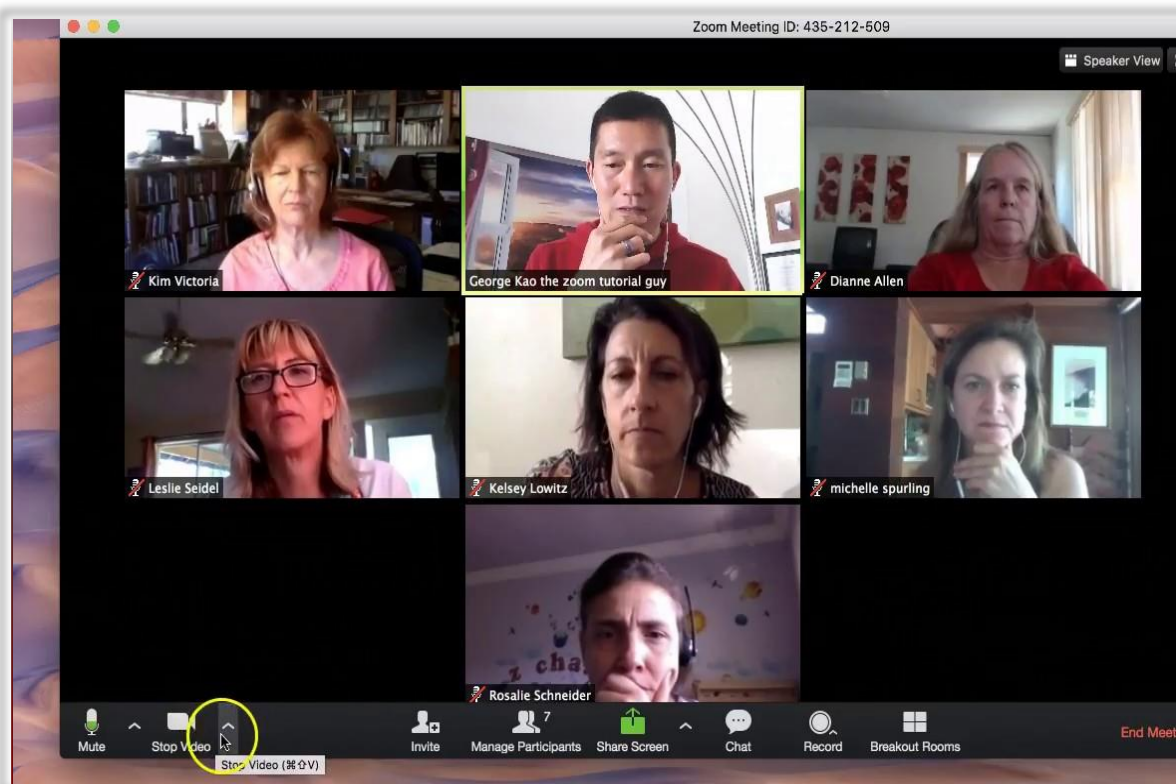 Zoom Meeting ID: 435-212-509
Speaker View
Kim Victoria
George Kao the zoom tutorial guy
Dianne Allen
Leslie Seidel
Kelsey Lowitz
michelle spurling
z cha
Rosalie Schneider
7
Mute
Stop Video
Invite
Manage Participants
Share Screen
Chat
Record
Breakout Rooms
End Meet
Stop Video (⌘⇧V)